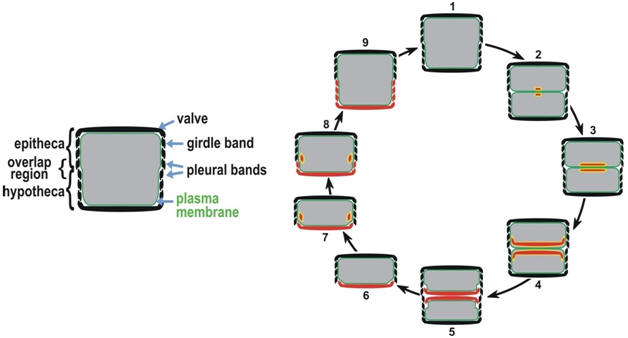 valve
epitheca
girdle band
overlap
region
pleural bands
hypotheca
plasma
membrane
1
2
3
4
5
6
7
8
9